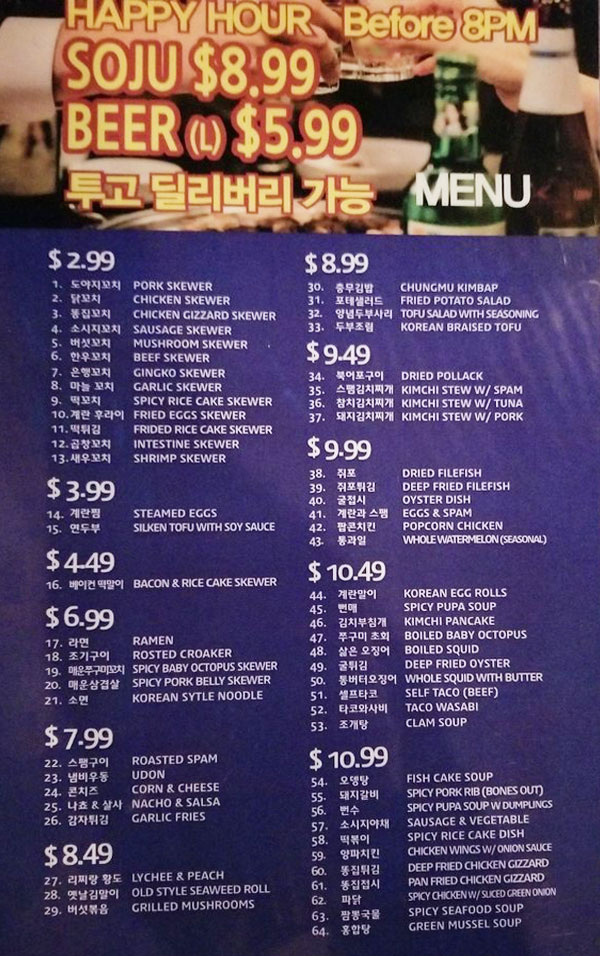 HAPPY HOUR Before 8PM
SOJU $8.99
BEER (L) $5.99
투고 딜리버리 가능 MENU
$2.99
1. 도야지꼬치 PORK SKEWER
2. 닭꼬치 CHICKEN SKEWER
3. 똥집꼬치 CHICKEN GIZZARD SKEWER
4. 소시지꼬치 SAUSAGE SKEWER
5. 버섯꼬치 MUSHROOM SKEWER
6. 한우꼬치 BEEF SKEWER
7. 은행꼬치 GINGKO SKEWER
8. 마늘 꼬치 GARLIC SKEWER
9. 떡꼬치 SPICY RICE CAKE SKEWER
10. 계란 후라이 FRIED EGGS SKEWER
11. 떡튀김 FRIDED RICE CAKE SKEWER
12. 곱창꼬치 INTESTINE SKEWER
13. 새우꼬치 SHRIMP SKEWER
$3.99
14. 계란찜 STEAMED EGGS
15. 연두부 SILKEN TOFU WITH SOY SAUCE
$4.49
16. 베이컨 떡말이 BACON & RICE CAKE SKEWER
$6.99
17. 라면 RAMEN
18. 조기구이 ROSTED CROAKER
19. 매운쭈구미꼬치 SPICY BABY OCTOPUS SKEWER
20. 매운삼겹살 SPICY PORK BELLY SKEWER
21. 소면 KOREAN SYTLE NOODLE
$7.99
22. 스팸구이 ROASTED SPAM
23. 냄비우동 UDON
24. 콘치즈 CORN & CHEESE
25. 나쵸 & 살사 NACHO & SALSA
26. 감자튀김 GARLIC FRIES
$8.49
27. 리찌랑 황도 LYCHEE & PEACH
28. 옛날김말이 OLD STYLE SEAWEED ROLL
29. 버섯볶음 GRILLED MUSHROOMS
$8.99
30. 충무김밥 CHUNGMU KIMBAP
31. 포테샐러드 FRIED POTATO SALAD
32. 양념두부사리 TOFU SALAD WITH SEASONING
33. 두부조림 KOREAN BRAISED TOFU
$9.49
34. 북어포구이 DRIED POLLACK
35. 스팸김치찌개 KIMCHI STEW W/ SPAM
36. 참치김치찌개 KIMCHI STEW W/ TUNA
37. 돼지김치찌개 KIMCHI STEW W/ PORK
$9.99
38. 쥐포 DRIED FILEFISH
39. 쥐포튀김 DEEP FRIED FILEFISH
40. 굴접시 OYSTER DISH
41. 계란과 스팸 EGGS & SPAM
42. 팝콘치킨 POPCORN CHICKEN
43. 통과일 WHOLE WATERMELON (SEASONAL)
$10.49
44. 계란말이 KOREAN EGG ROLLS
45. 뻔매 SPICY PUPA SOUP
46. 김치부침개 KIMCHI PANCAKE
47. 쭈구미 초회 BOILED BABY OCTOPUS
48. 삶은 오징어 BOILED SQUID
49. 굴튀김 DEEP FRIED OYSTER
50. 통버터오징어 WHOLE SQUID WITH BUTTER
51. 셀프타코 SELF TACO (BEEF)
52. 타코와사비 TACO WASABI
53. 조개탕 CLAM SOUP
$10.99
54. 오뎅탕 FISH CAKE SOUP
55. 돼지갈비 SPICY PORK RIB (BONES OUT)
56. 뻔수 SPICY PUPA SOUP W DUMPLINGS
57. 소시지야채 SAUSAGE & VEGETABLE
58. 떡볶이 SPICY RICE CAKE DISH
59. 양파치킨 CHICKEN WINGS W/ ONION SAUCE
60. 똥집튀김 DEEP FRIED CHICKEN GIZZARD
61. 똥집접시 PAN FRIED CHICKEN GIZZARD
62. 파닭 SPICY CHICKEN W/ SLICED GREEN ONION
63. 짬뽕국물 SPICY SEAFOOD SOUP
64. 홍합탕 GREEN MUSSEL SOUP